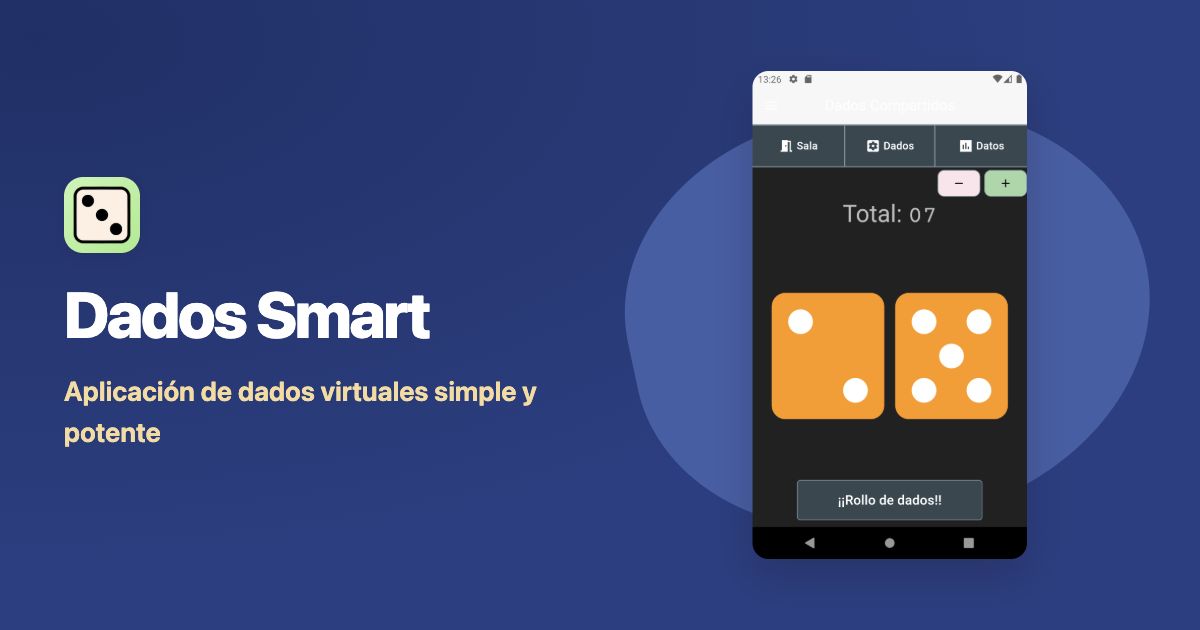 Dados Smart
Aplicación de dados virtuales simple y
potente
13:26
Dados Compartidos
Sala
Dados
Datos
− +
Total: 07
¡¡Rollo de dados!!